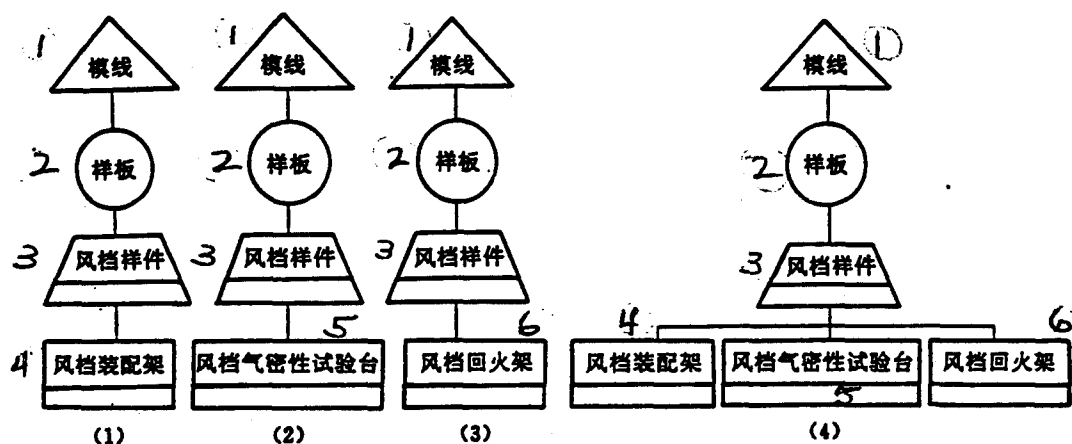 1 模线 1 模线 1 模线 模线 1
2 样板 2 样板 2 样板 2 样板
3 风档样件 3 风档样件 3 风档样件 3 风档样件
5 6 4 6
4 风档装配架 风档气密性试验台 风档回火架 风档装配架 风档气密性试验台 风档回火架
5
(1) (2) (3) (4)